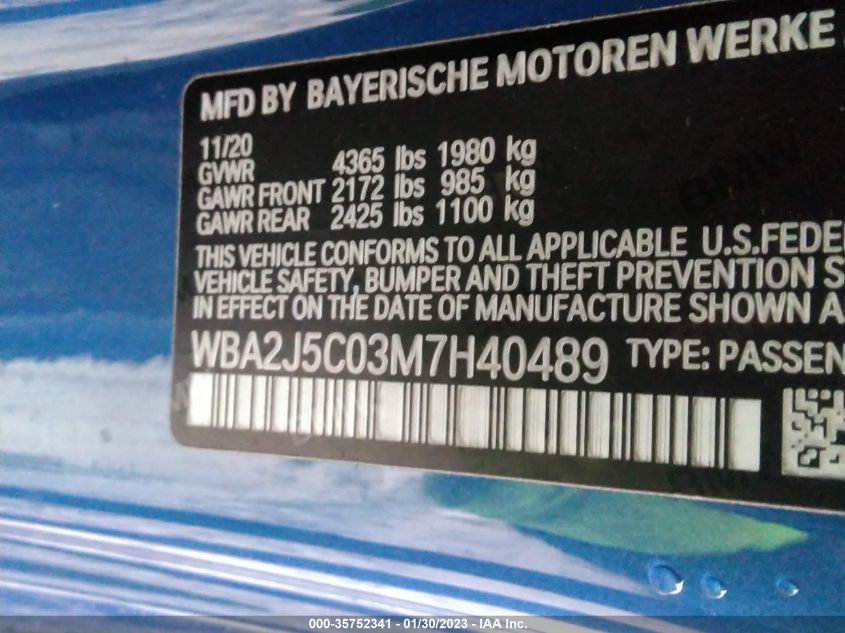 MFD BY BAYERISCHE MOTOREN WERKE
11/20
GVWR 4365 lbs 1980 kg
GAWR FRONT 2172 lbs 985 kg
GAWR REAR 2425 lbs 1100 kg
THIS VEHICLE CONFORMS TO ALL APPLICABLE U.S.FEDE
VEHICLE SAFETY, BUMPER AND THEFT PREVENTION S
IN EFFECT ON THE DATE OF MANUFACTURE SHOWN A
WBA2J5C03M7H40489 TYPE: PASSEN
000-35752341 - 01/30/2023 - IAA Inc.